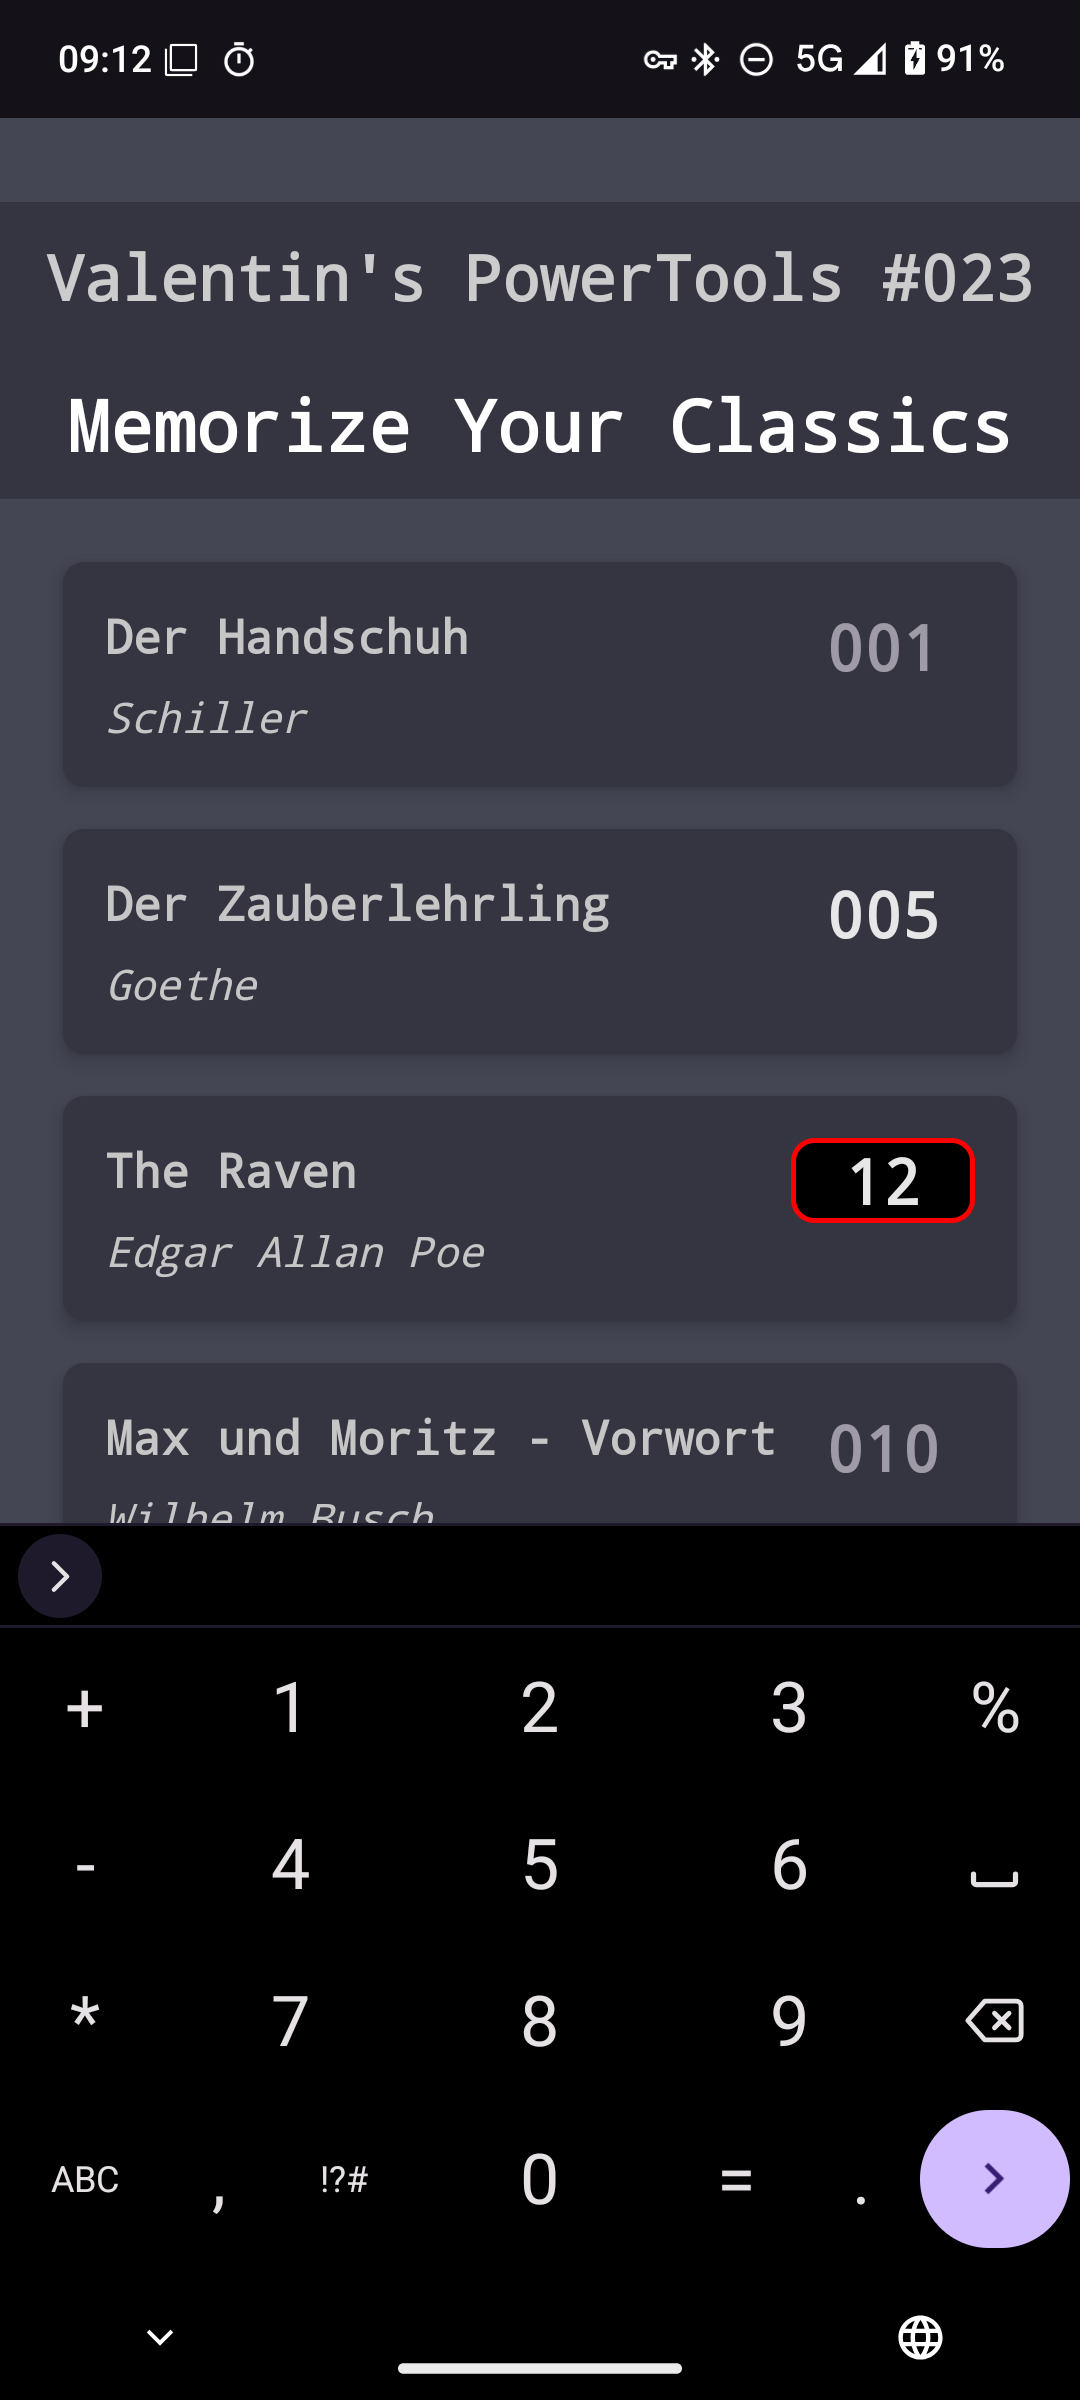 09:12 5G 91%
Valentin's PowerTools #023
Memorize Your Classics
Der Handschuh 001
Schiller
Der Zauberlehrling 005
Goethe
The Raven 12
Edgar Allan Poe
Max und Moritz - Vorwort 010
Wilhelm Busch
+ 1 2 3 %
- 4 5 6
* 7 8 9
ABC , !?# 0 = .